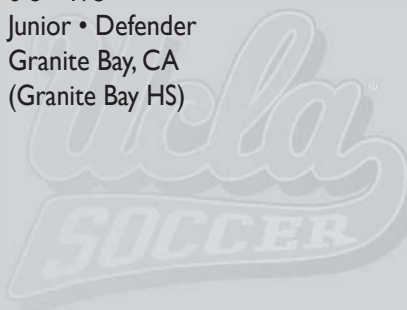 Junior • Defender
Granite Bay, CA
(Granite Bay HS)
Ucla
SOCCER